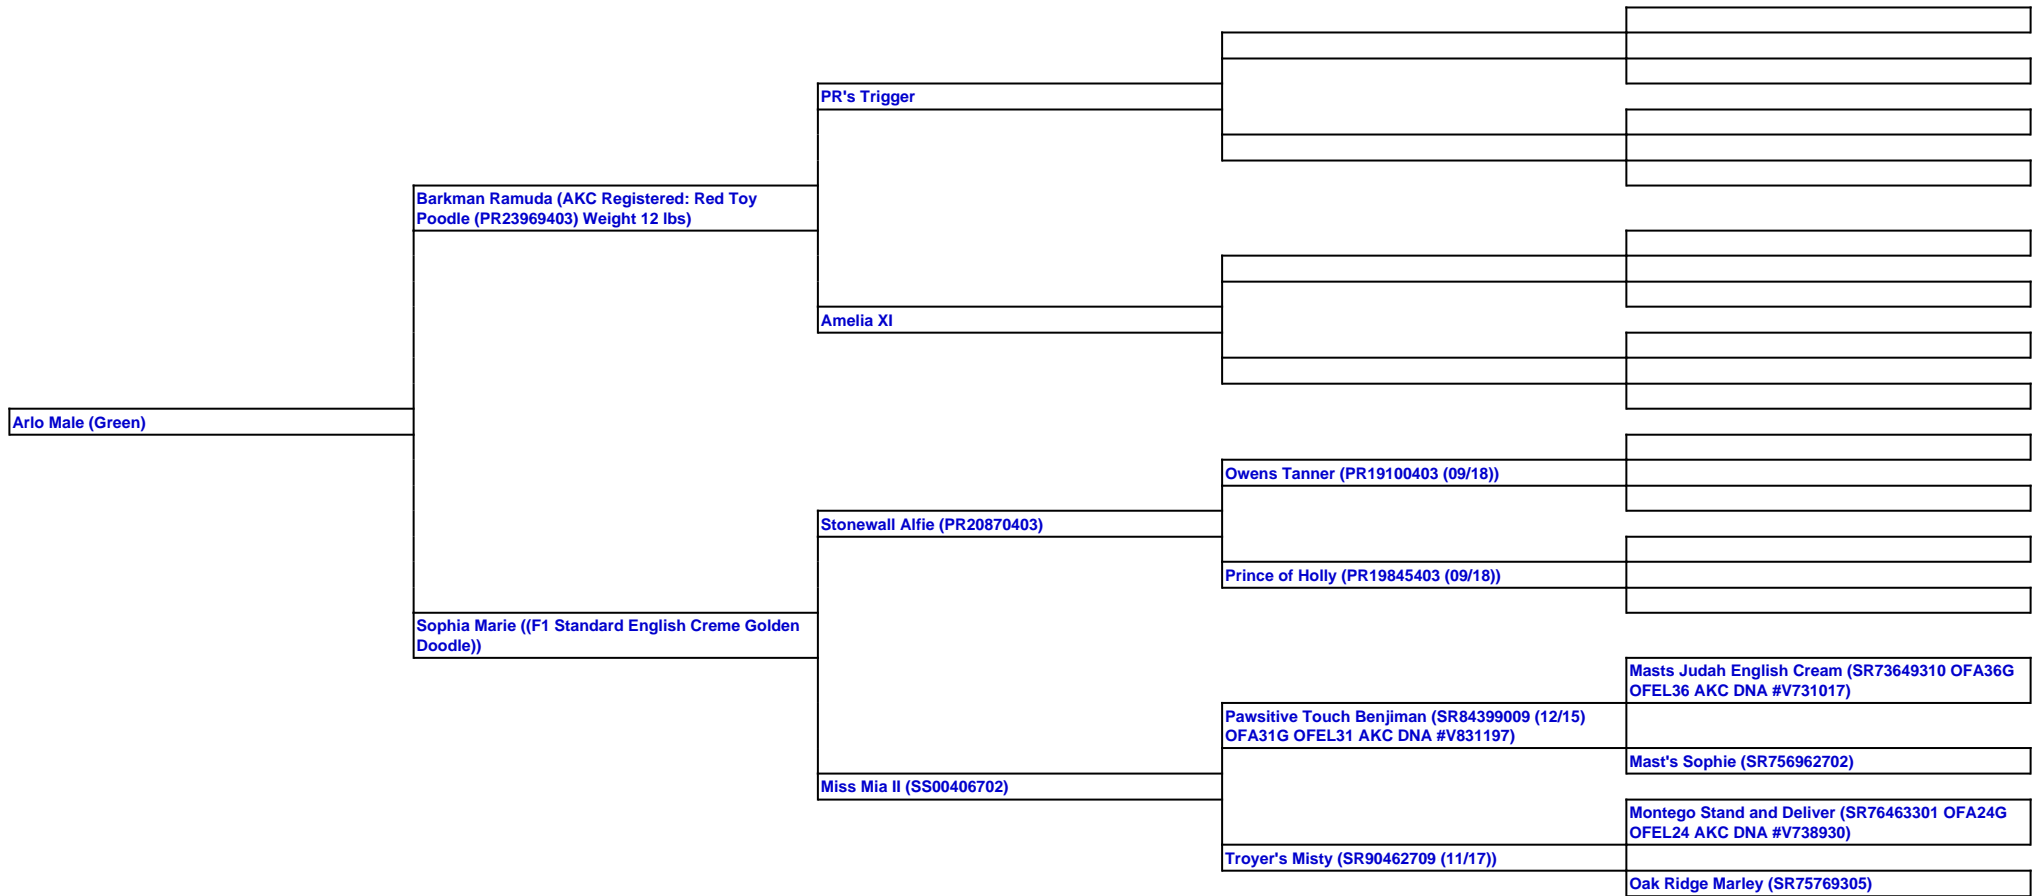 PR's Trigger
Barkman Ramuda (AKC Registered: Red Toy
Poodle (PR23969403) Weight 12 lbs)
Amelia XI
Arlo Male (Green)
Owens Tanner (PR19100403 (09/18))
Stonewall Alfie (PR20870403)
Prince of Holly (PR19845403 (09/18))
Sophia Marie ((F1 Standard English Creme Golden
Doodle))
Masts Judah English Cream (SR73649310 OFA36G
OFEL36 AKC DNA #V731017)
Pawsitive Touch Benjiman (SR84399009 (12/15)
OFA31G OFEL31 AKC DNA #V831197)
Mast's Sophie (SR756962702)
Miss Mia II (SS00406702)
Montego Stand and Deliver (SR76463301 OFA24G
OFEL24 AKC DNA #V738930)
Troyer's Misty (SR90462709 (11/17))
Oak Ridge Marley (SR75769305)